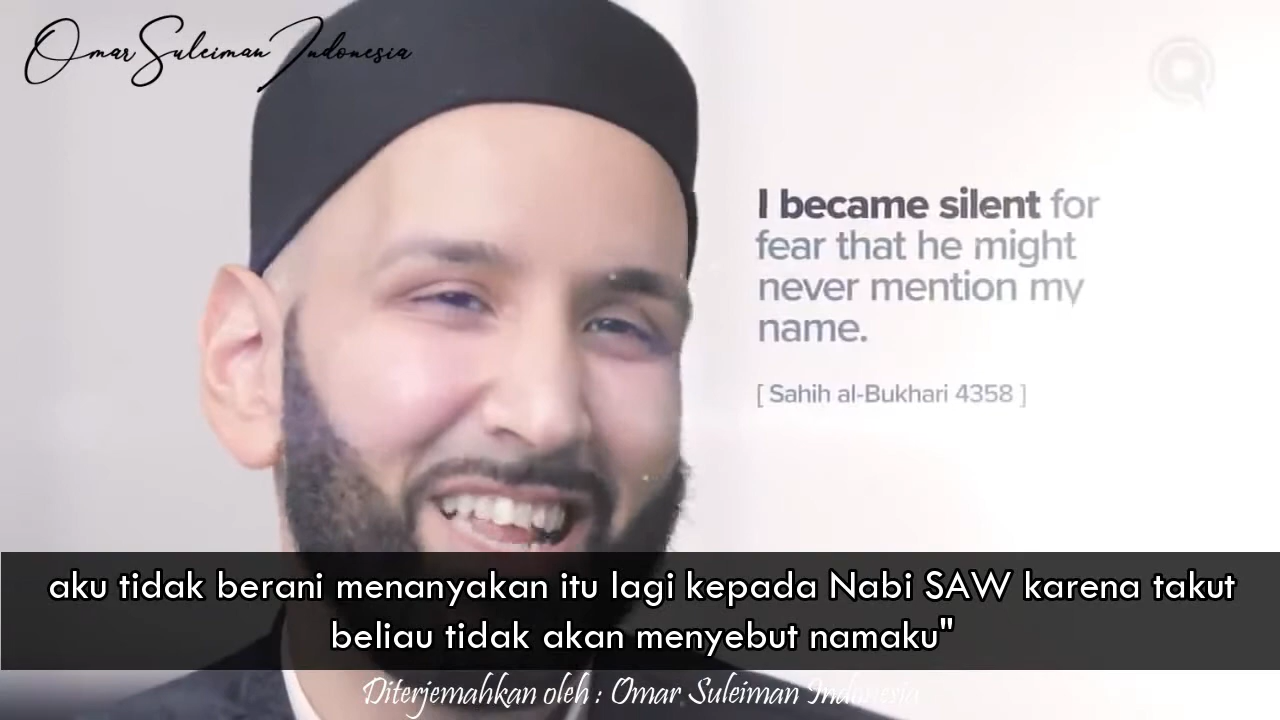 Omar Suleiman Indonesia
I became silent for
fear that he might
never mention my
name.
[ Sahih al-Bukhari 4358 ]
aku tidak berani menanyakan itu lagi kepada Nabi SAW karena takut
beliau tidak akan menyebut namaku"
Diterjemahkan oleh : Omar Suleiman Indonesia